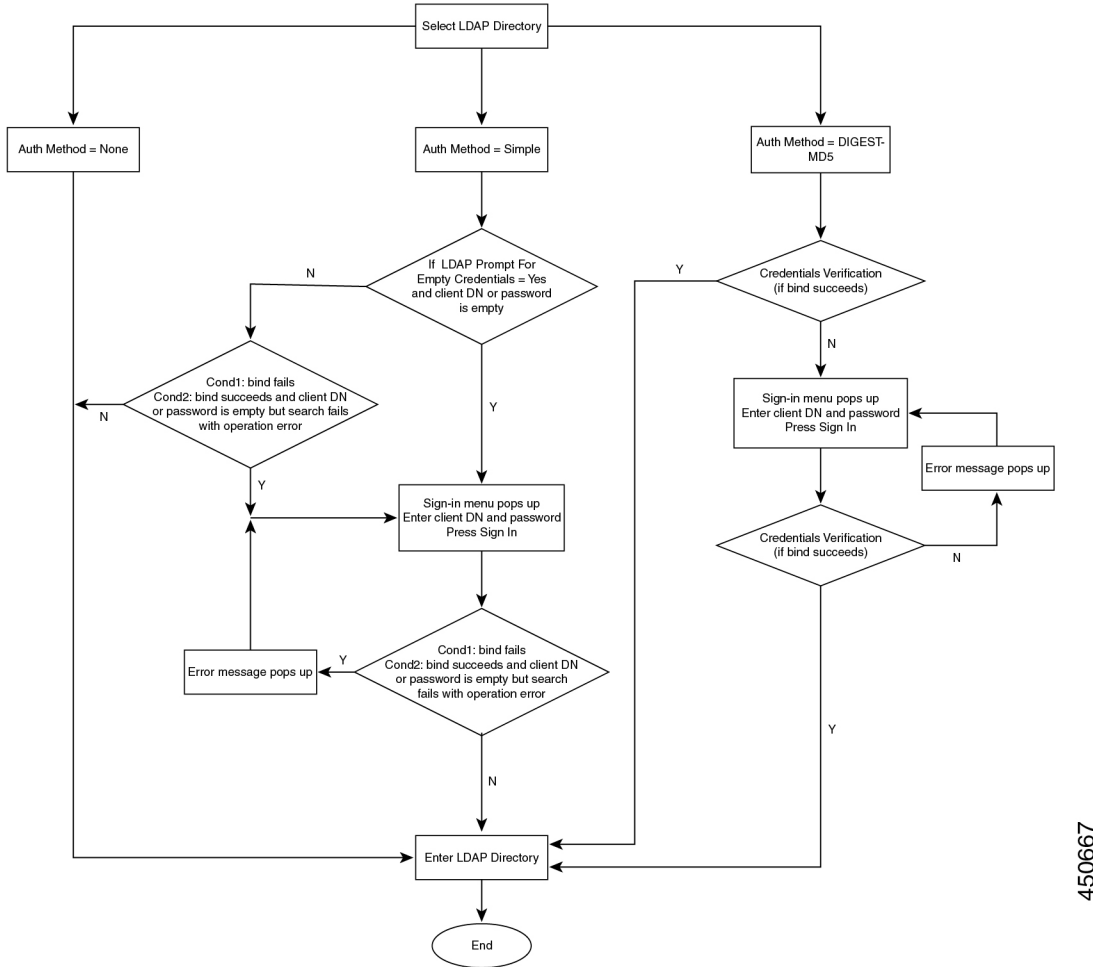 Select LDAP Directory
Auth Method = None
Auth Method = Simple
Auth Method = DIGEST-
MD5
If LDAP Prompt For
Empty Credentials = Yes
and client DN or password
is empty
N
Y
Credentials Verification
(if bind succeeds)
Y
N
Cond1: bind fails
Cond2: bind succeeds and client DN
or password is empty but search fails
with operation error
N
Y
Sign-in menu pops up
Enter client DN and password
Press Sign In
Sign-in menu pops up
Enter client DN and password
Press Sign In
Error message pops up
Credentials Verification
(if bind succeeds)
N
Y
Cond1: bind fails
Cond2: bind succeeds and client DN
or password is empty but search
fails with operation error
Y
Error message pops up
N
Enter LDAP Directory
End
450667